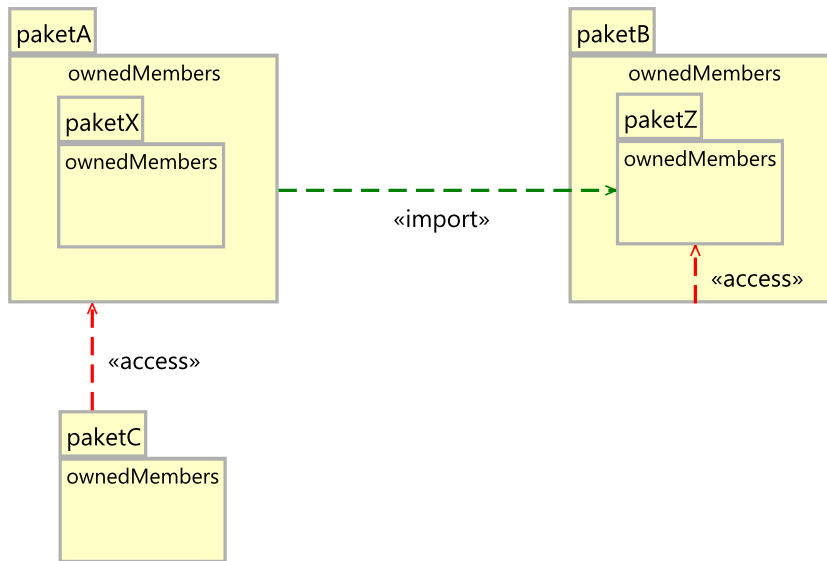 paketA
ownedMembers
paketX
ownedMembers
paketB
ownedMembers
paketZ
ownedMembers
«import»
«access»
«access»
paketC
ownedMembers